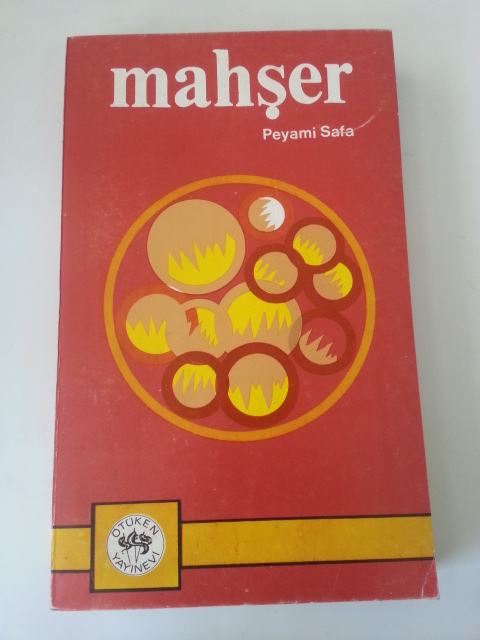 mahşer
Peyami Safa
ÖTÜKEN
YAYINEVİ